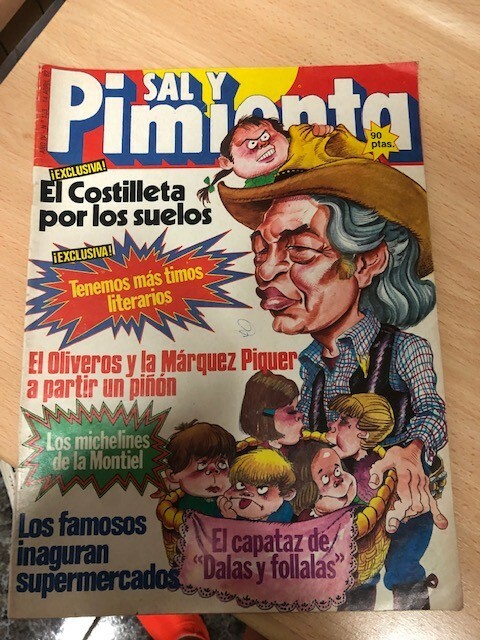 SAL Y
Pimienta
90
ptas.
¡EXCLUSIVA!
El Costilleta
por los suelos
¡EXCLUSIVA!
Tenemos más timos
literarios
El Oliveros y la Márquez Piquer
a partir un piñón
Los michelines
de la Montiel
Los famosos
inaguran
supermercados
El capataz de
"Dalas y follalas"